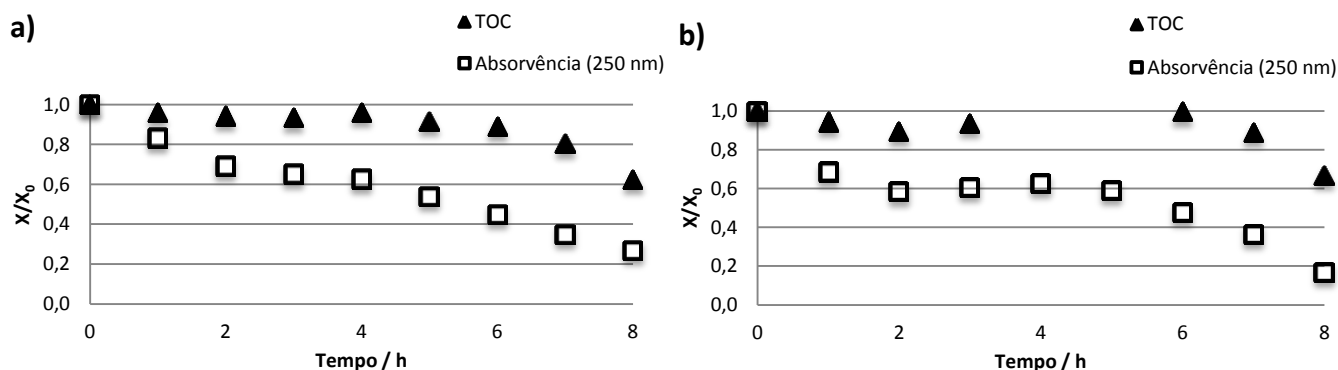 a)
TOC
Absorvência (250 nm)
1,0
0,8
0,6
0,4
0,2
0,0
X/X₀
0 2 4 6 8
Tempo / h
b)
TOC
Absorvência (250 nm)
1,0
0,8
0,6
0,4
0,2
0,0
X/X₀
0 2 4 6 8
Tempo / h